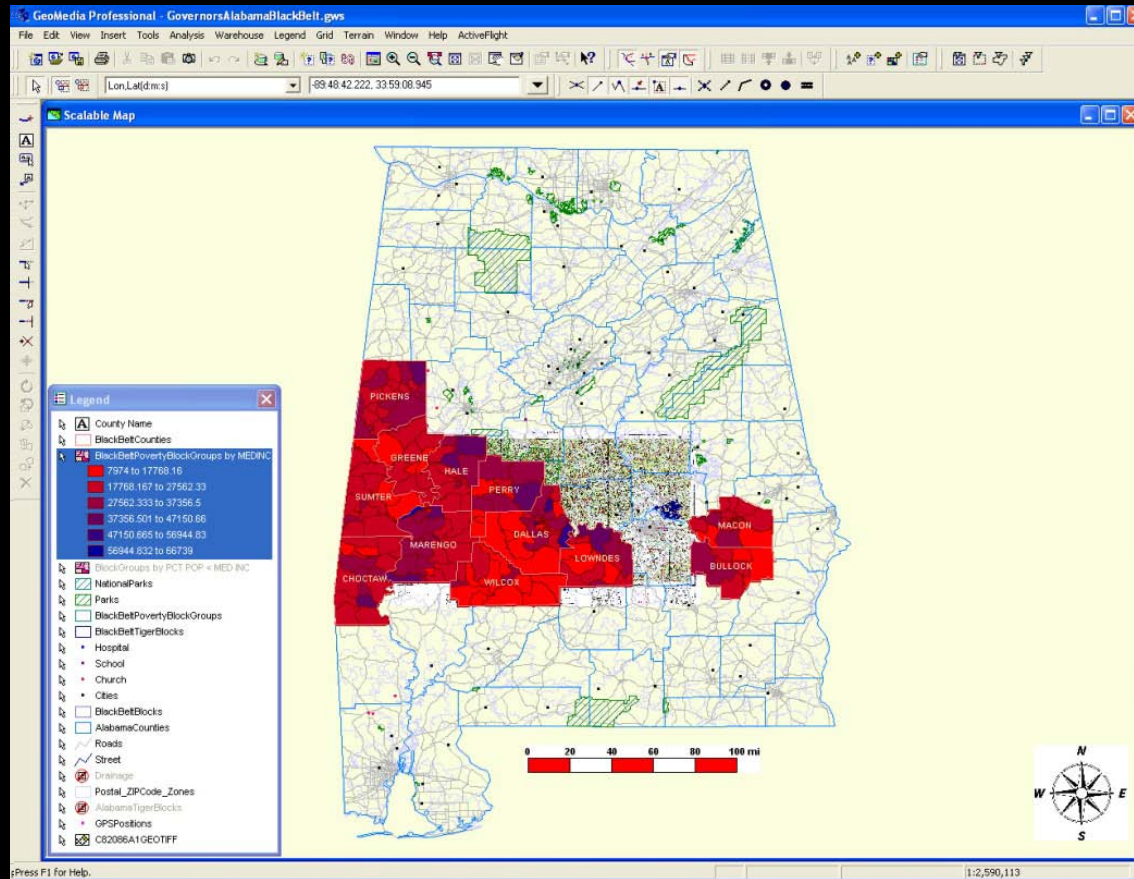 GeoMedia Professional - GovernorsAlabamaBlackBelt.gws
File Edit View Insert Tools Analysis Warehouse Legend Grid Terrain Window Help ActiveFlight
Lon,Lat(d:m:s) -89:48:42.222, 33:59:08.945
Scalable Map
Legend
County Name
BlackBeltCounties
BlackBeltPovertyBlockGroups by MEDINC
7974 to 17768.16
17768.167 to 27562.33
27562.333 to 37356.5
37356.501 to 47150.66
47150.665 to 56944.83
56944.832 to 66739
BlockGroups by PCT POP < MED INC
NationalParks
Parks
BlackBeltPovertyBlockGroups
BlackBeltTigerBlocks
Hospital
School
Church
Cities
BlackBeltBlocks
AlabamaCounties
Roads
Street
Drainage
Postal_ZIPCode_Zones
AlabamaTigerBlocks
GPSPositions
C82086A1GEOTIFF
PICKENS
GREENE
HALE
SUMTER
PERRY
DALLAS
MARENGO
LOWNDES
MACON
BULLOCK
CHOCTAW
WILCOX
0 20 40 60 80 100 mi
N
W E
S
Press F1 for Help.
1:2,590,113